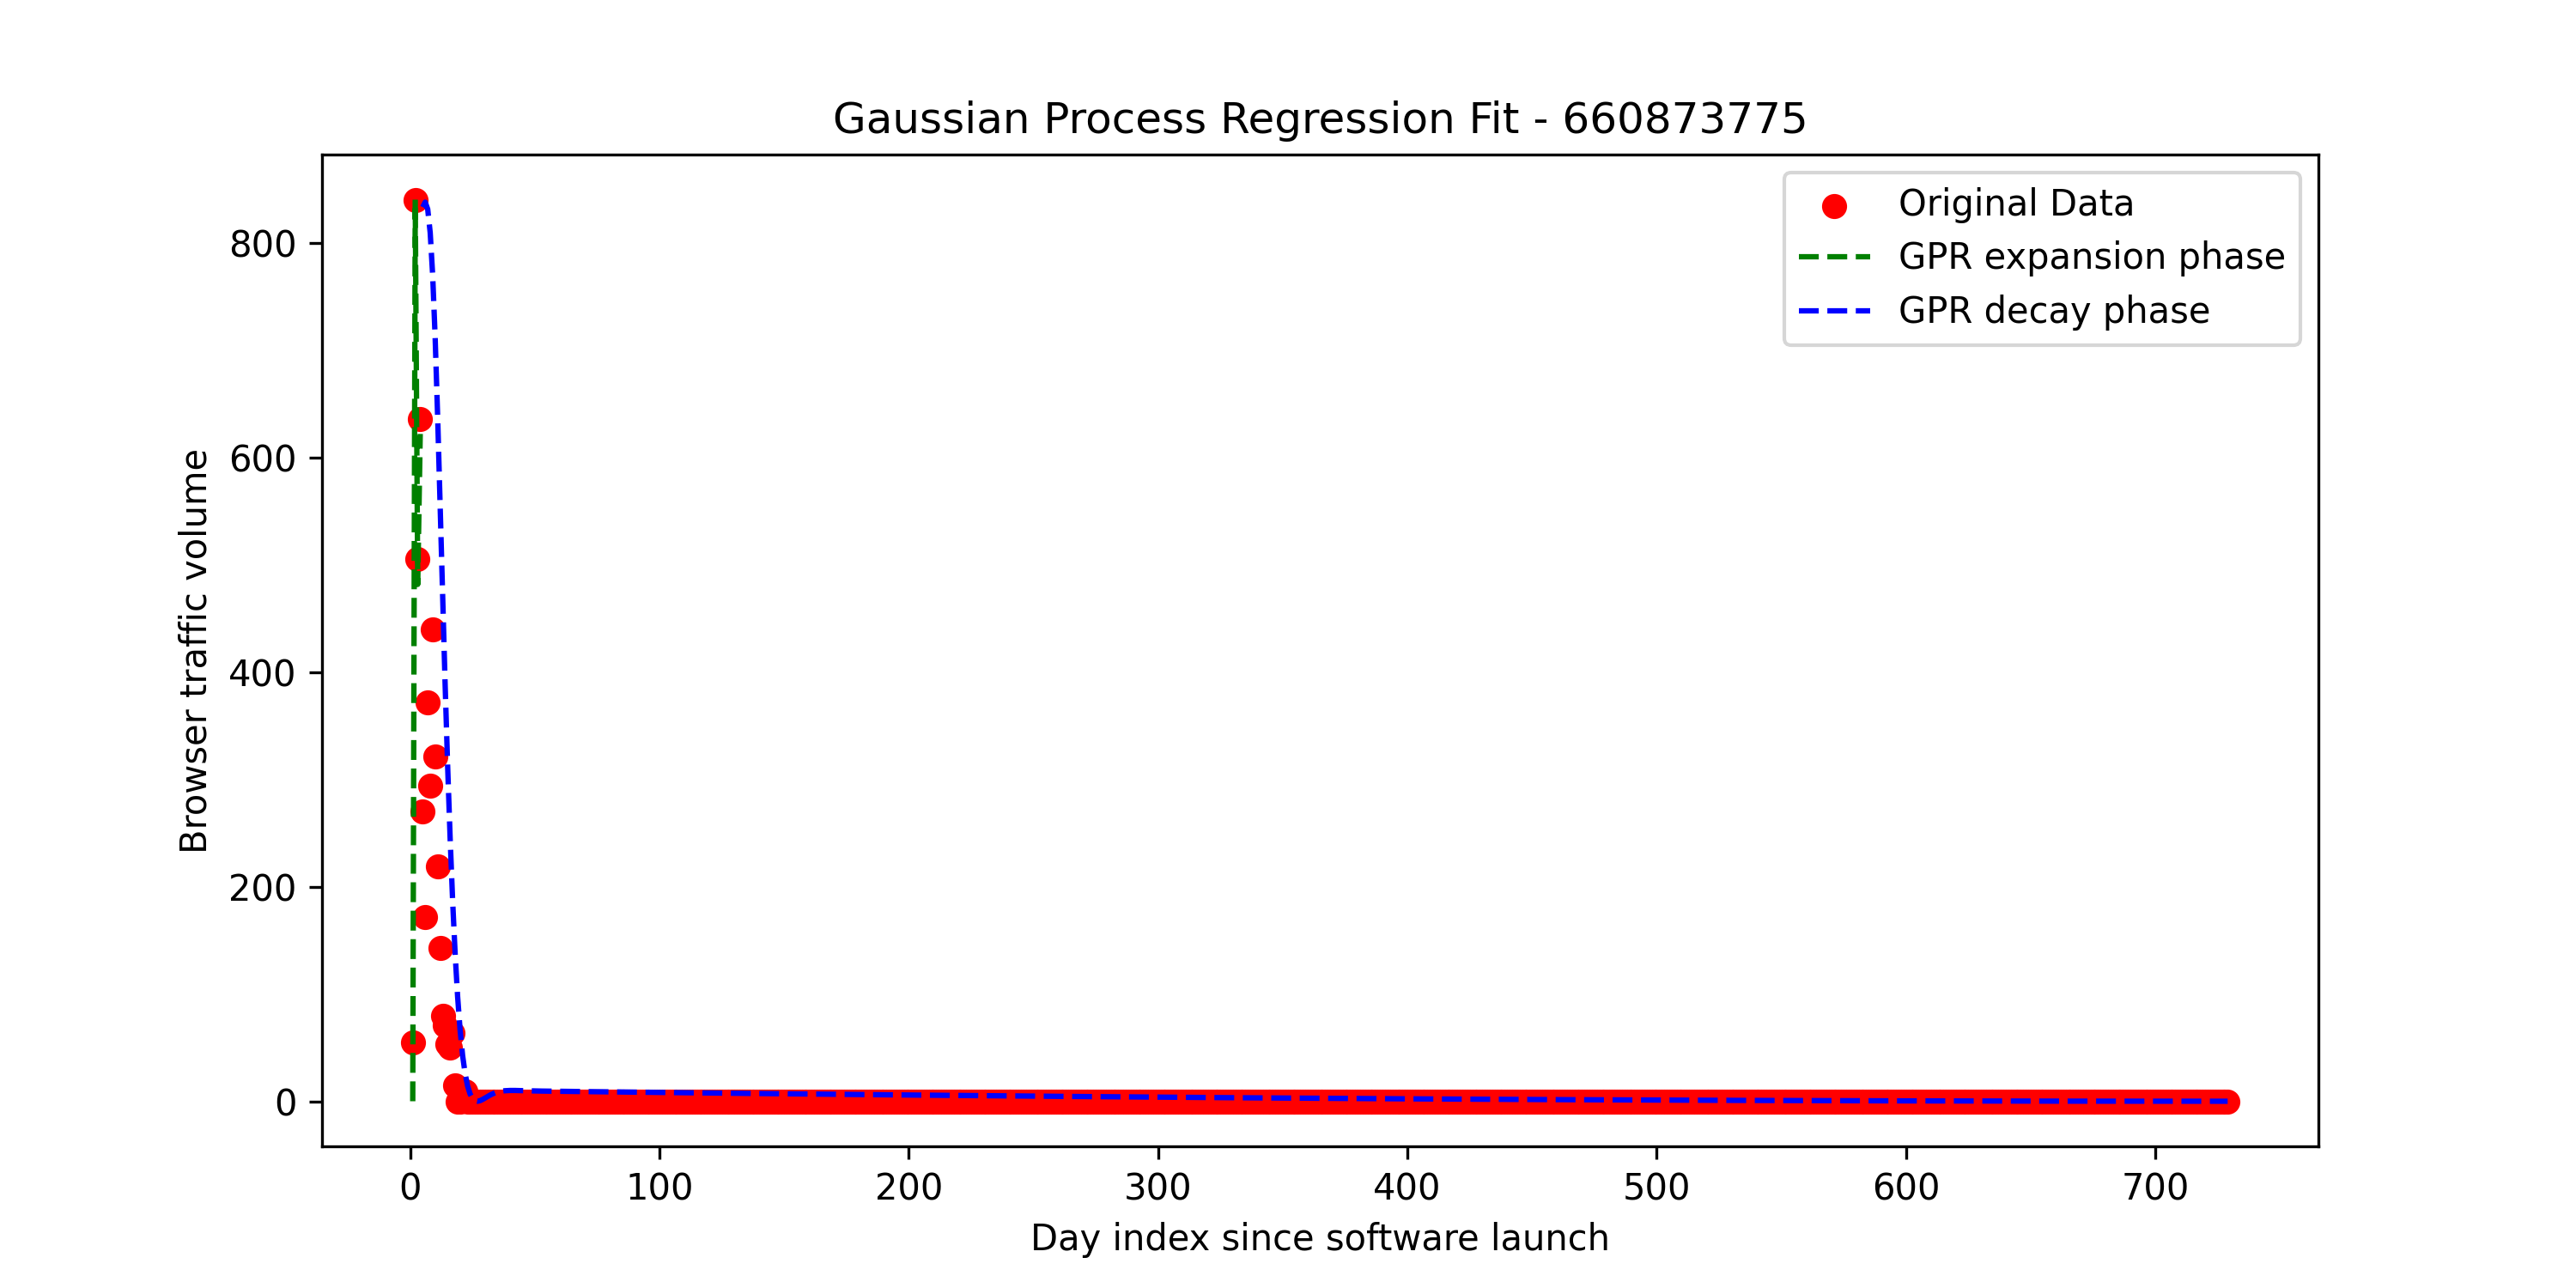 Gaussian Process Regression Fit - 660873775
Original Data
GPR expansion phase
GPR decay phase
Browser traffic volume
800
600
400
200
0
0 100 200 300 400 500 600 700
Day index since software launch